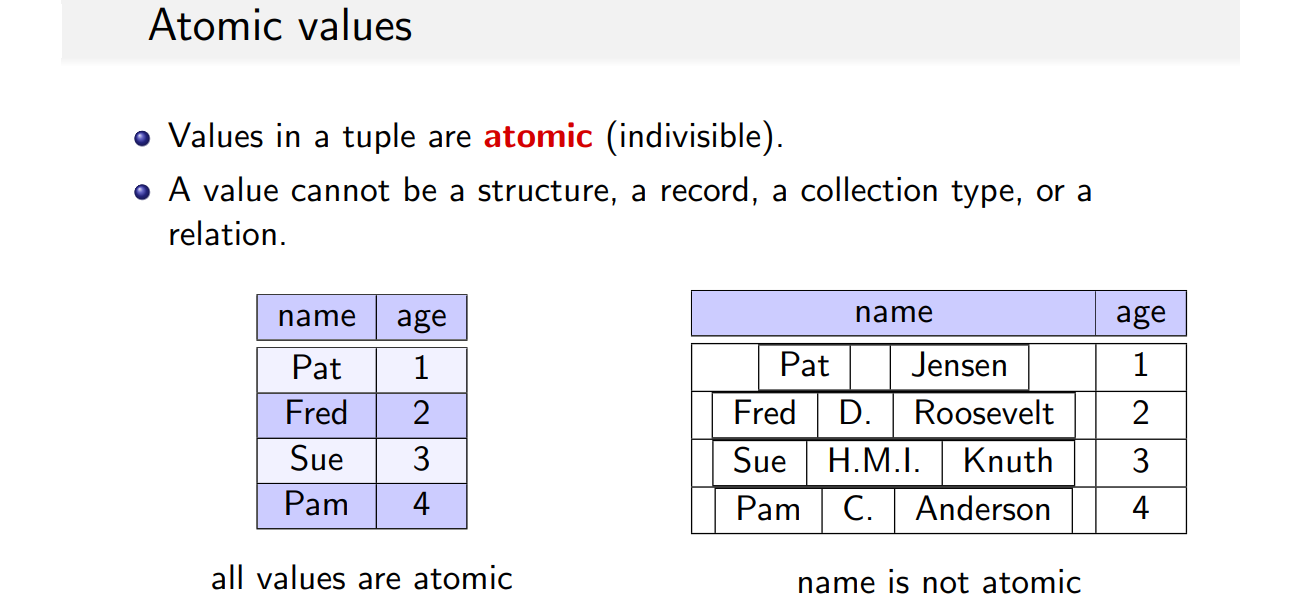 Atomic values
Values in a tuple are atomic (indivisible).
A value cannot be a structure, a record, a collection type, or a
relation.
name age
Pat 1
Fred 2
Sue 3
Pam 4
all values are atomic
name age
Pat Jensen 1
Fred D. Roosevelt 2
Sue H.M.I. Knuth 3
Pam C. Anderson 4
name is not atomic